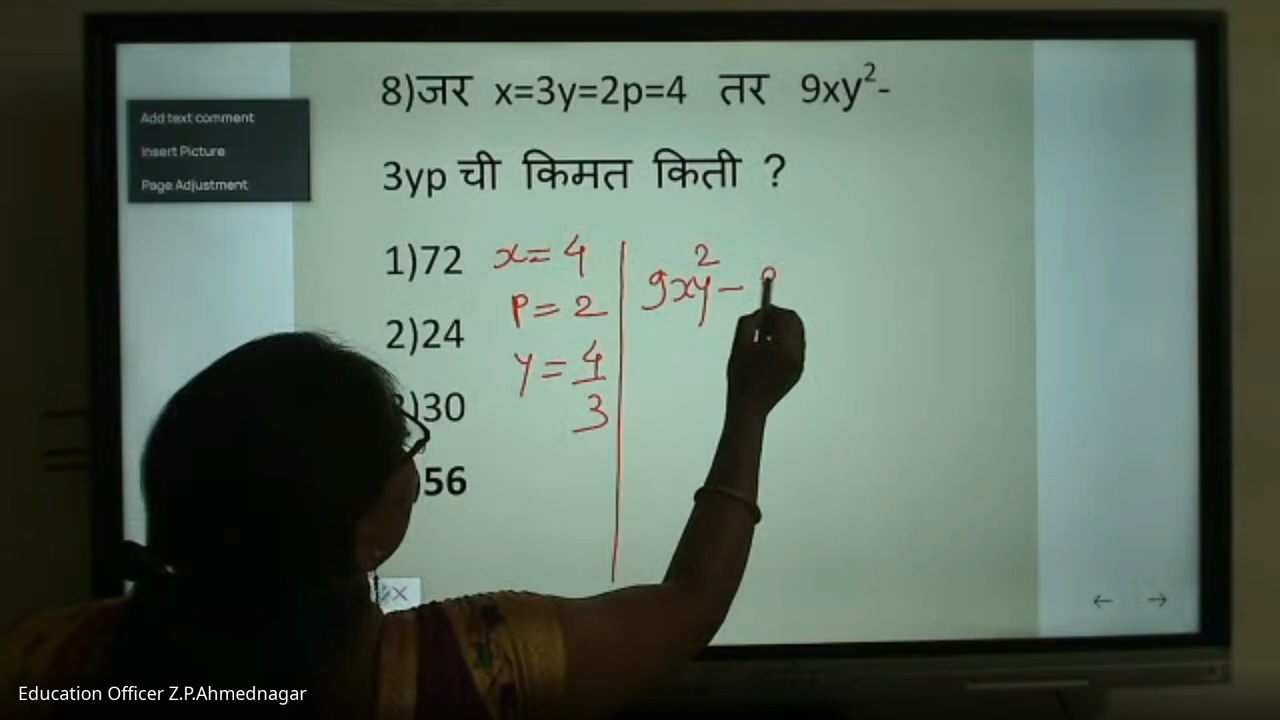 8)जर x=3y=2p=4 तर 9xy²-
3yp ची किमत किती ?
Add text comment
Insert Picture
Page Adjustment
1)72
2)24
)30
)56
x=4
P=2
y=4/3
9xy²-
Education Officer Z.P.Ahmednagar